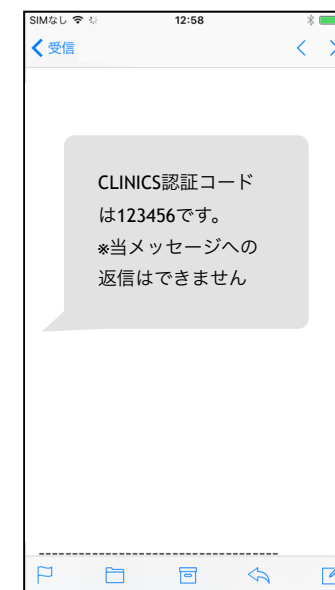 SIMなし 12:58
受信
CLINICS認証コード
は123456です。
※当メッセージへの
返信はできません